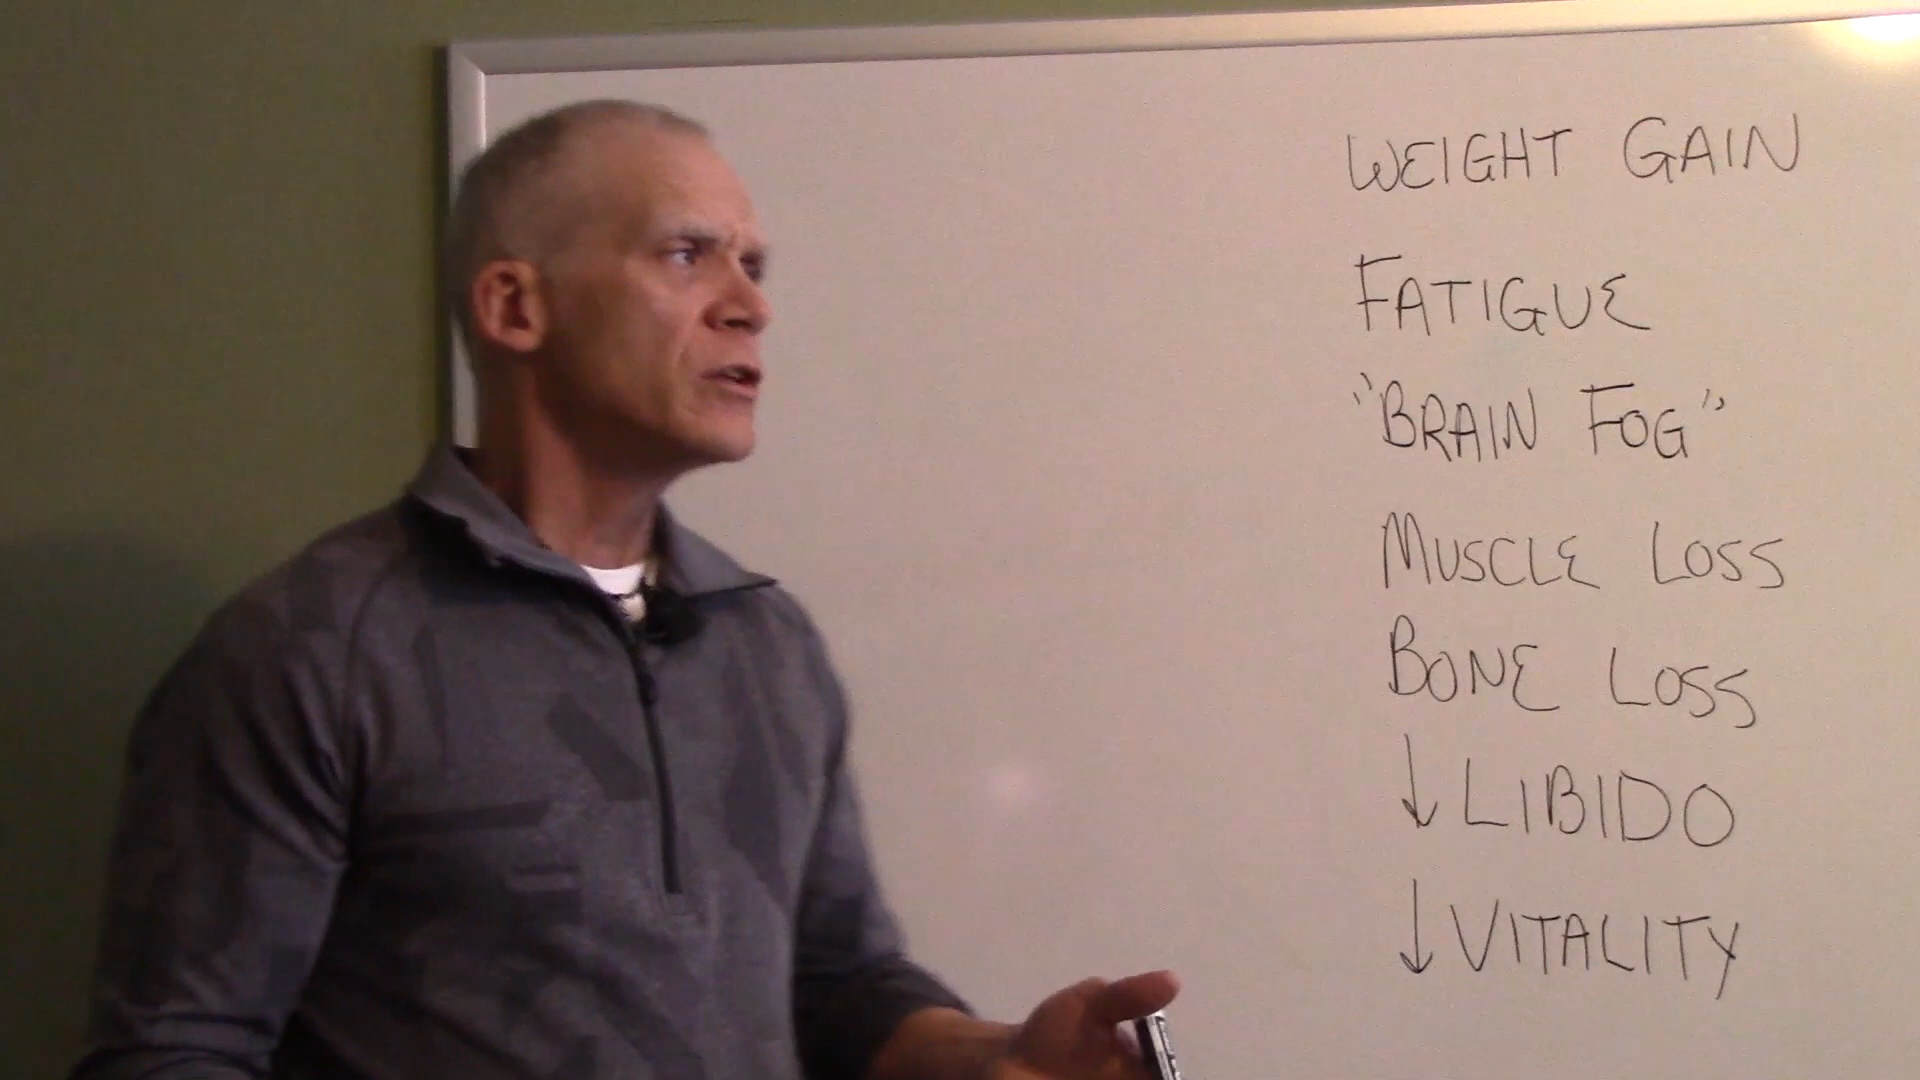 WEIGHT GAIN
FATIGUE
"BRAIN FOG"
MUSCLE LOSS
BONE LOSS
↓ LIBIDO
↓ VITALITY